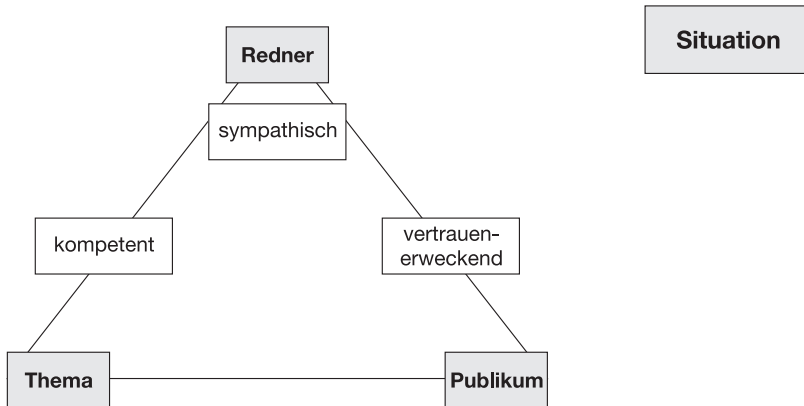 Situation
Redner
sympathisch
kompetent
vertrauen-
erweckend
Thema
Publikum